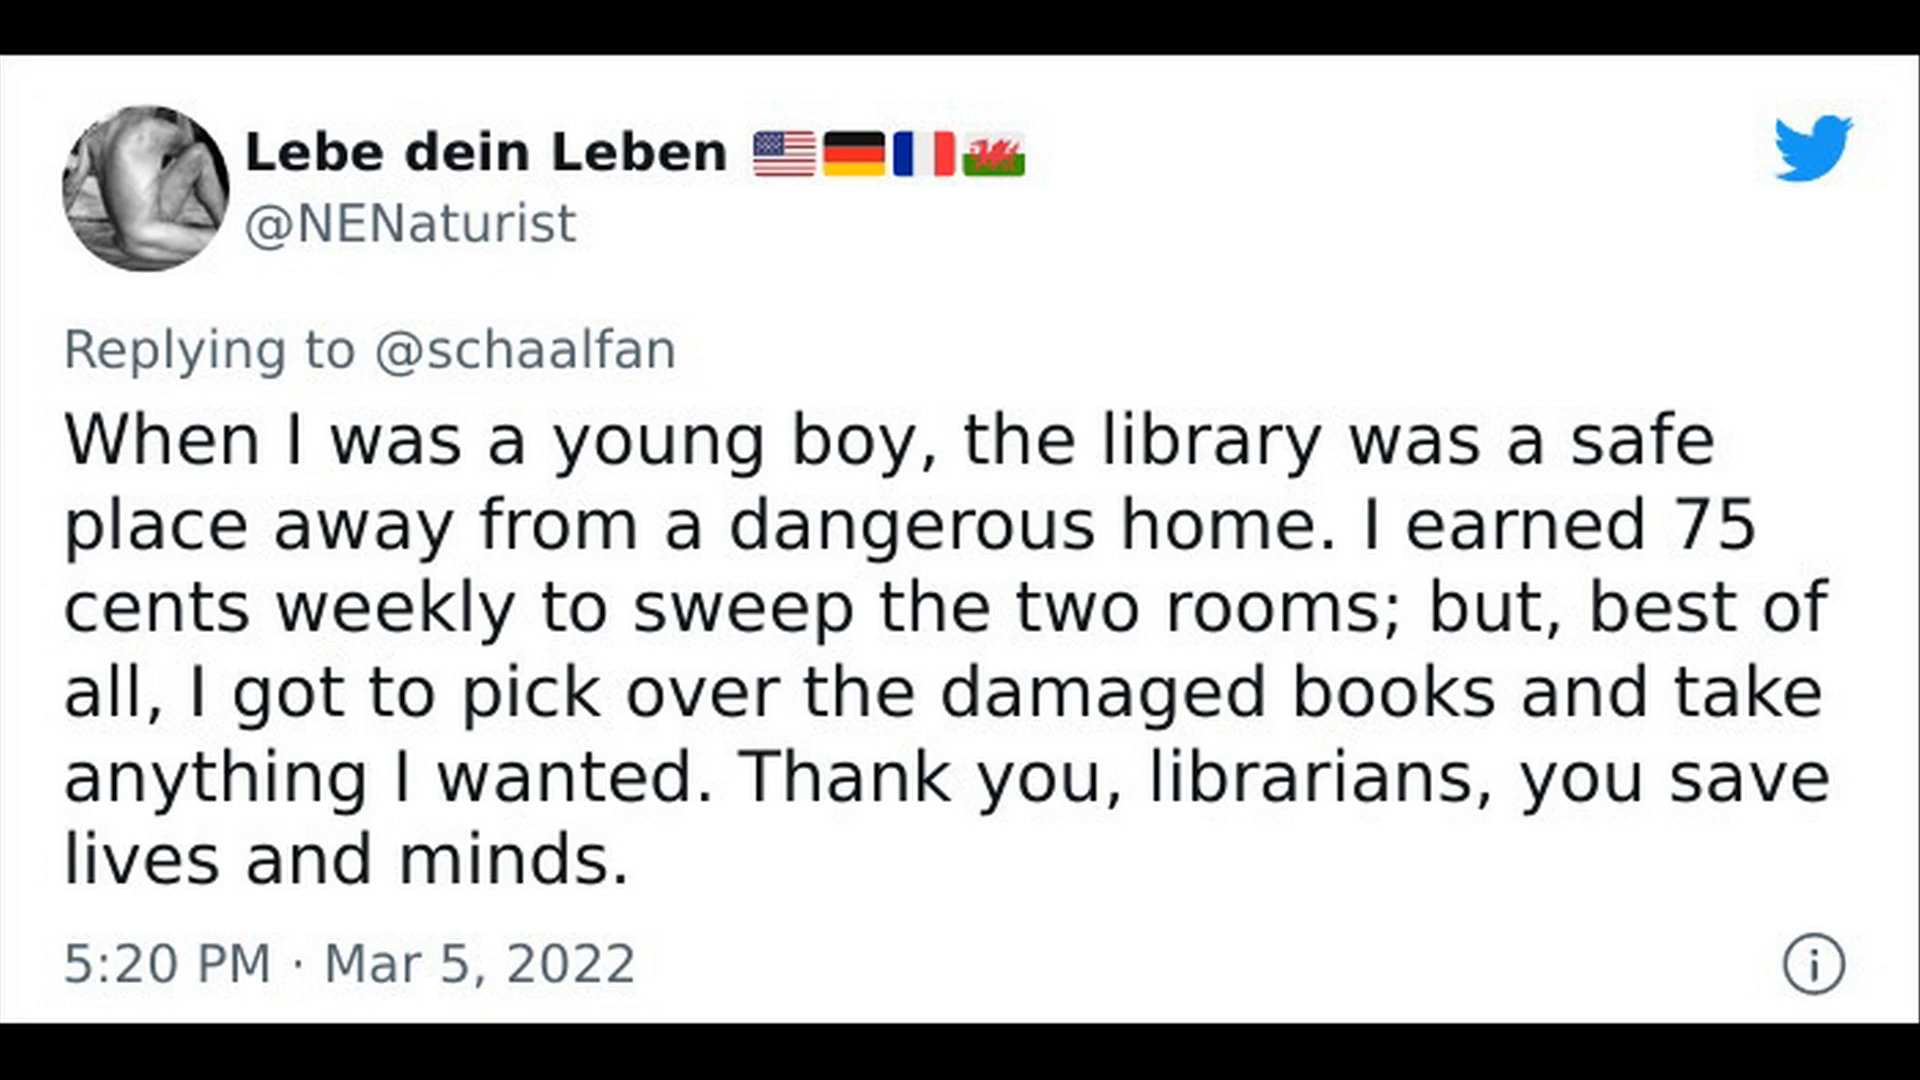 Lebe dein Leben 🇺🇸🇩🇪🇫🇷🏴󠁧󠁢󠁷󠁬󠁳󠁿
@NENaturist
Replying to @schaalfan
When I was a young boy, the library was a safe
place away from a dangerous home. I earned 75
cents weekly to sweep the two rooms; but, best of
all, I got to pick over the damaged books and take
anything I wanted. Thank you, librarians, you save
lives and minds.
5:20 PM · Mar 5, 2022